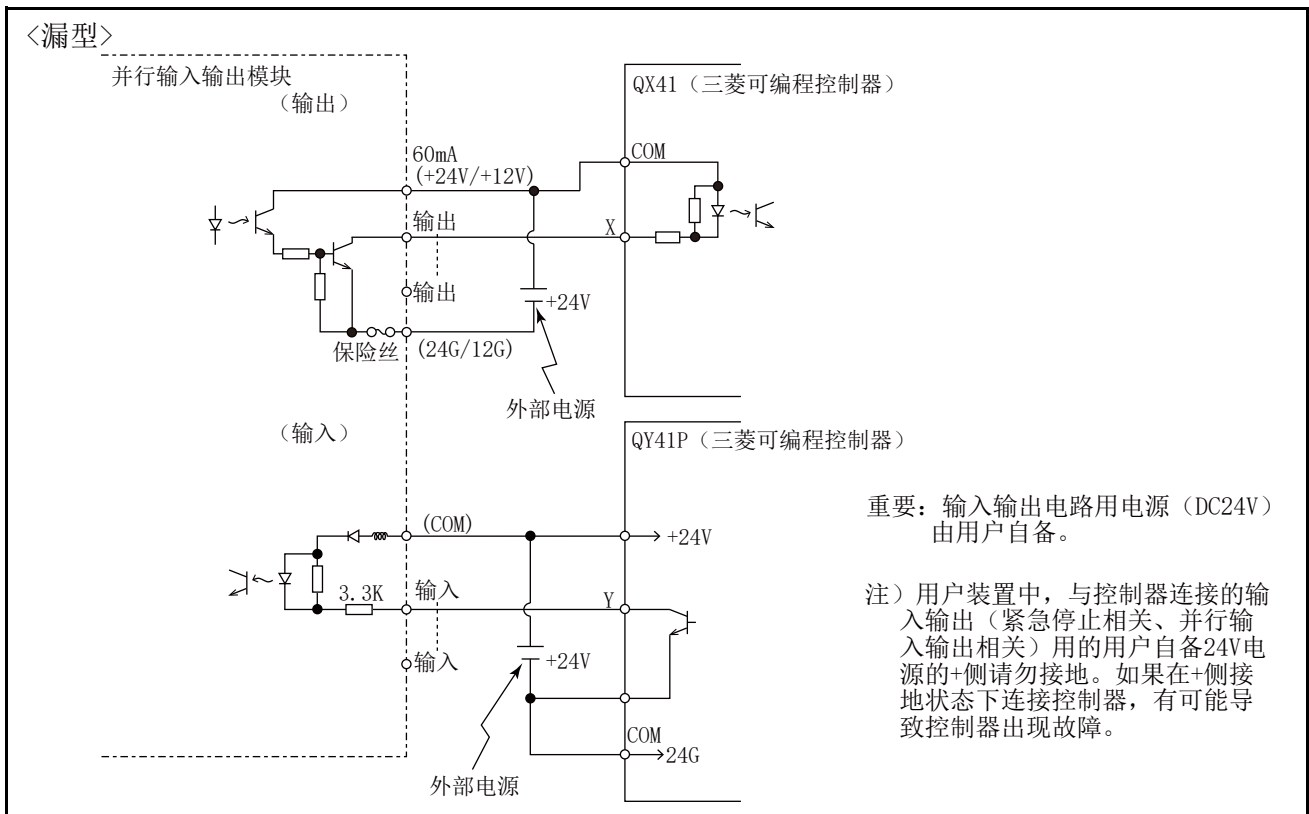 <漏型>
并行输入输出模块
（输出）
QX41（三菱可编程控制器）
60mA
(+24V/+12V)
COM
输出
X
输出
+24V
保险丝
(24G/12G)
外部电源
（输入）
QY41P（三菱可编程控制器）
(COM)
+24V
3.3K
输入
Y
输入
+24V
COM
24G
外部电源
重要：输入输出电路用电源（DC24V）
由用户自备。
注）用户装置中，与控制器连接的输
入输出（紧急停止相关、并行输
入输出相关）用的用户自备24V电
源的+侧请勿接地。如果在+侧接
地状态下连接控制器，有可能导
致控制器出现故障。